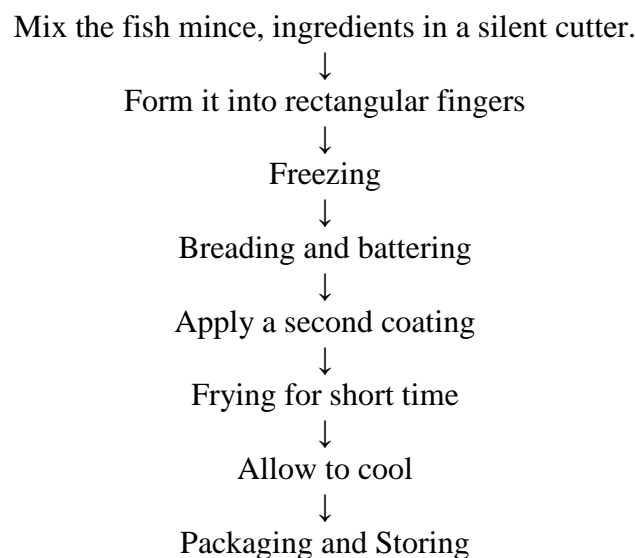 Mix the fish mince, ingredients in a silent cutter.
↓
Form it into rectangular fingers
↓
Freezing
↓
Breading and battering
↓
Apply a second coating
↓
Frying for short time
↓
Allow to cool
↓
Packaging and Storing